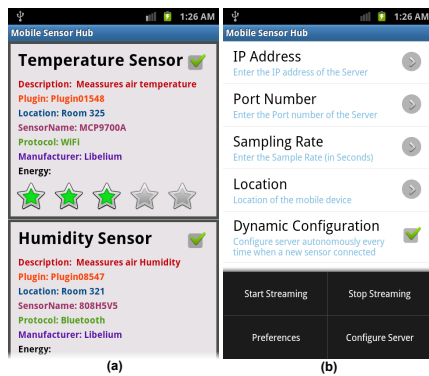 1:26 AM
Mobile Sensor Hub
Temperature Sensor
Description: Meassures air temperature
Plugin: Plugin01548
Location: Room 325
SensorName: MCP9700A
Protocol: WiFi
Manufacturer: Libelium
Energy:
Humidity Sensor
Description: Meassures air Humidity
Plugin: Plugin08547
Location: Room 321
SensorName: 808H5V5
Protocol: Bluetooth
Manufacturer: Libelium
Energy:
(a)
1:26 AM
Mobile Sensor Hub
IP Address
Enter the IP address of the Server
Port Number
Enter the Port number of the Server
Sampling Rate
Enter the Sample Rate (in Seconds)
Location
Location of the mobile device
Dynamic Configuration
Configure server autonomously every
time when a new sensor connected
Start Streaming
Stop Streaming
Preferences
Configure Server
(b)